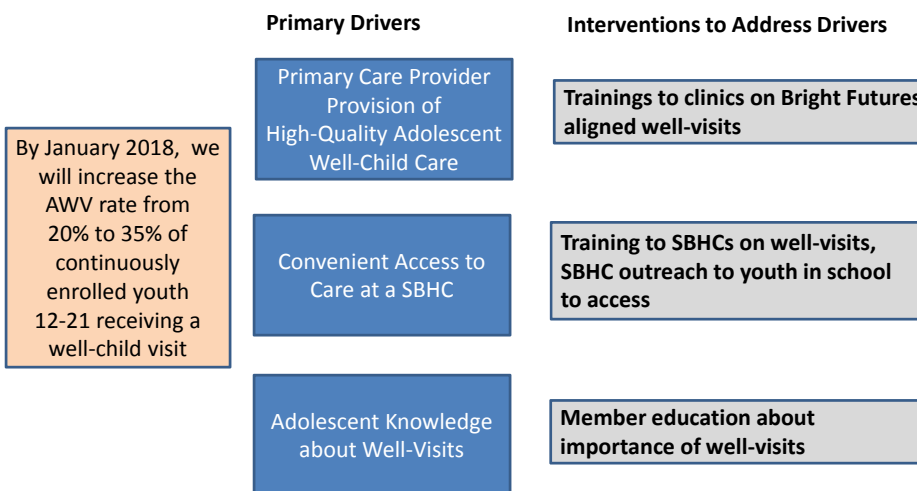 Primary Drivers
Interventions to Address Drivers
By January 2018, we
will increase the
AWV rate from
20% to 35% of
continuously
enrolled youth
12-21 receiving a
well-child visit
Primary Care Provider
Provision of
High-Quality Adolescent
Well-Child Care
Trainings to clinics on Bright Futures
aligned well-visits
Convenient Access to
Care at a SBHC
Training to SBHCs on well-visits,
SBHC outreach to youth in school
to access
Adolescent Knowledge
about Well-Visits
Member education about
importance of well-visits